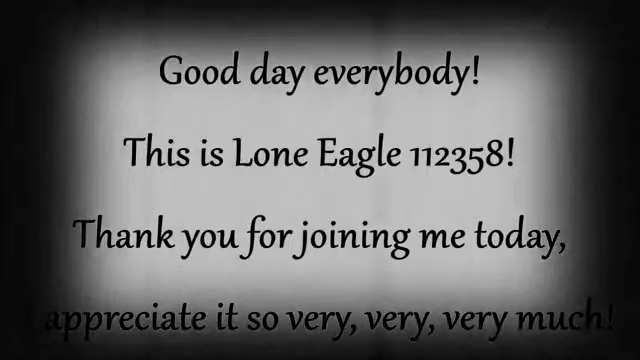 Good day everybody!
This is Lone Eagle 112358!
Thank you for joining me today,
appreciate it so very, very, very much!